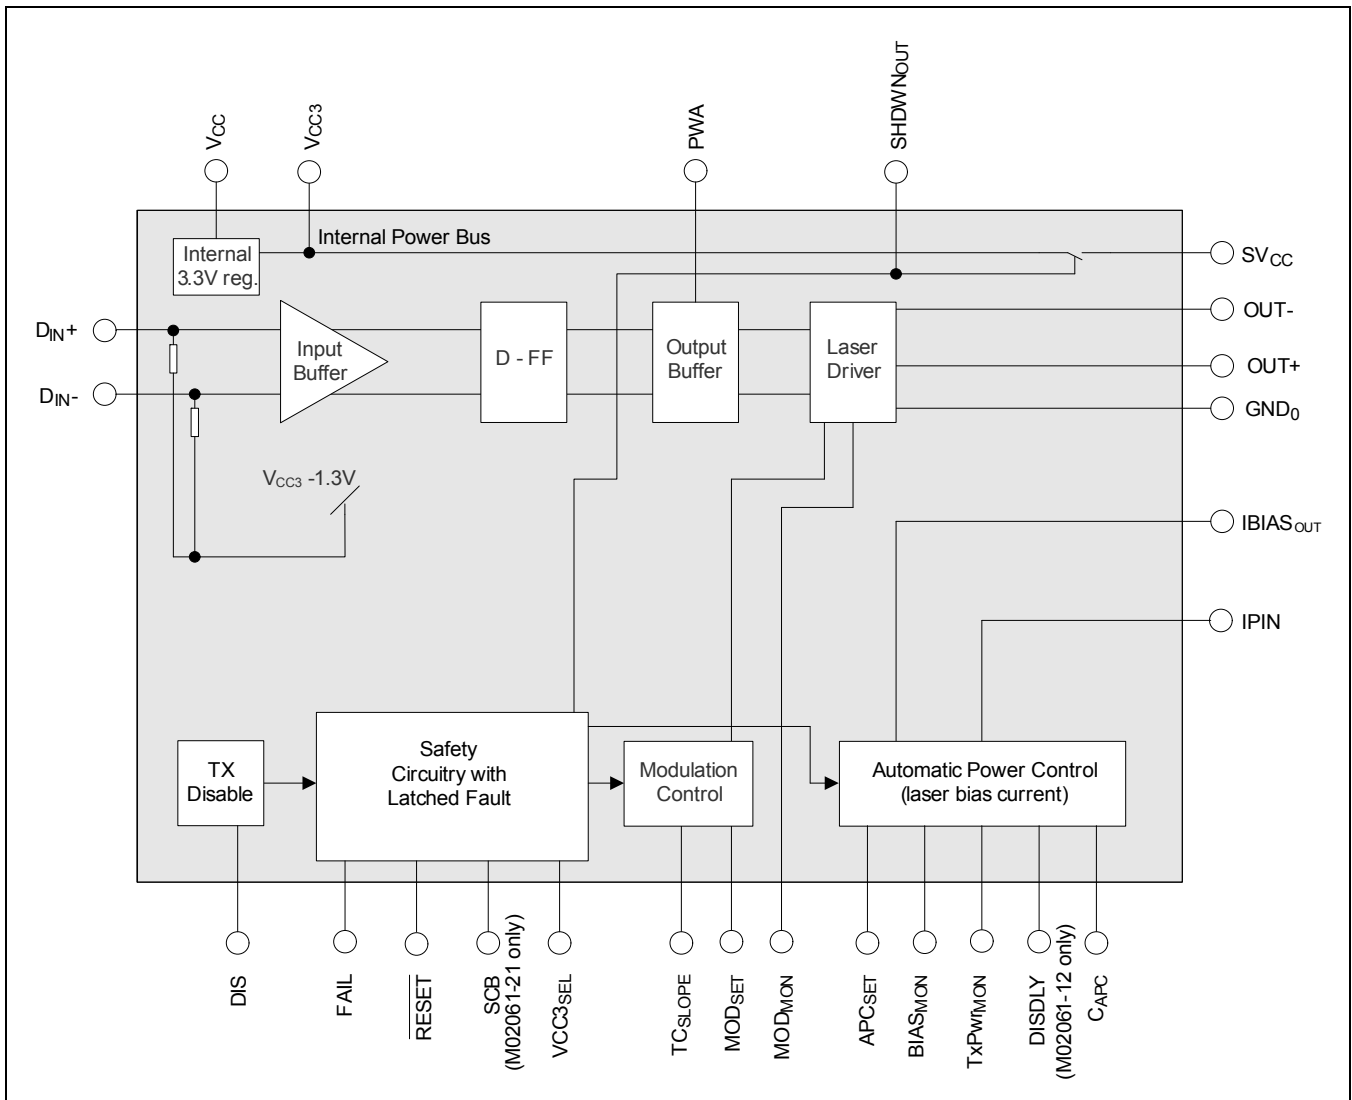 VCC
VCC3
PWA
SHDWNOUT
Internal Power Bus
Internal
3.3V reg.
SVCC
DIN+
DIN-
Input
Buffer
D - FF
Output
Buffer
Laser
Driver
OUT-
OUT+
GND0
VCC3 -1.3V
IBIASOUT
IPIN
TX
Disable
Safety
Circuitry with
Latched Fault
Modulation
Control
Automatic Power Control
(laser bias current)
DIS
FAIL
RESET
SCB
(M02061-21 only)
VCC3SEL
TCSLOPE
MODSET
MODMON
APCSET
BIASMON
TxPwrMON
DISDLY
(M02061-12 only)
CAPC